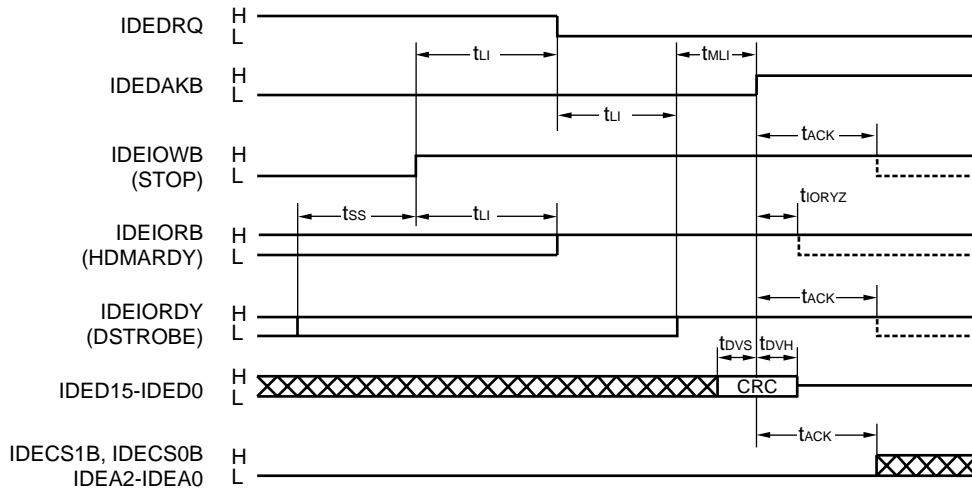 IDEDRQ
H
L
tLI
tMLI
IDEDAKB
H
L
tLI
tACK
IDEIOWB
(STOP)
H
L
tIORYZ
tSS
tLI
IDEIORB
(HDMARDY)
H
L
tACK
IDEIORDY
(DSTROBE)
H
L
tDVS
tDVH
IDED15-IDED0
H
L
CRC
tACK
IDECS1B, IDECS0B
IDEA2-IDEA0
H
L